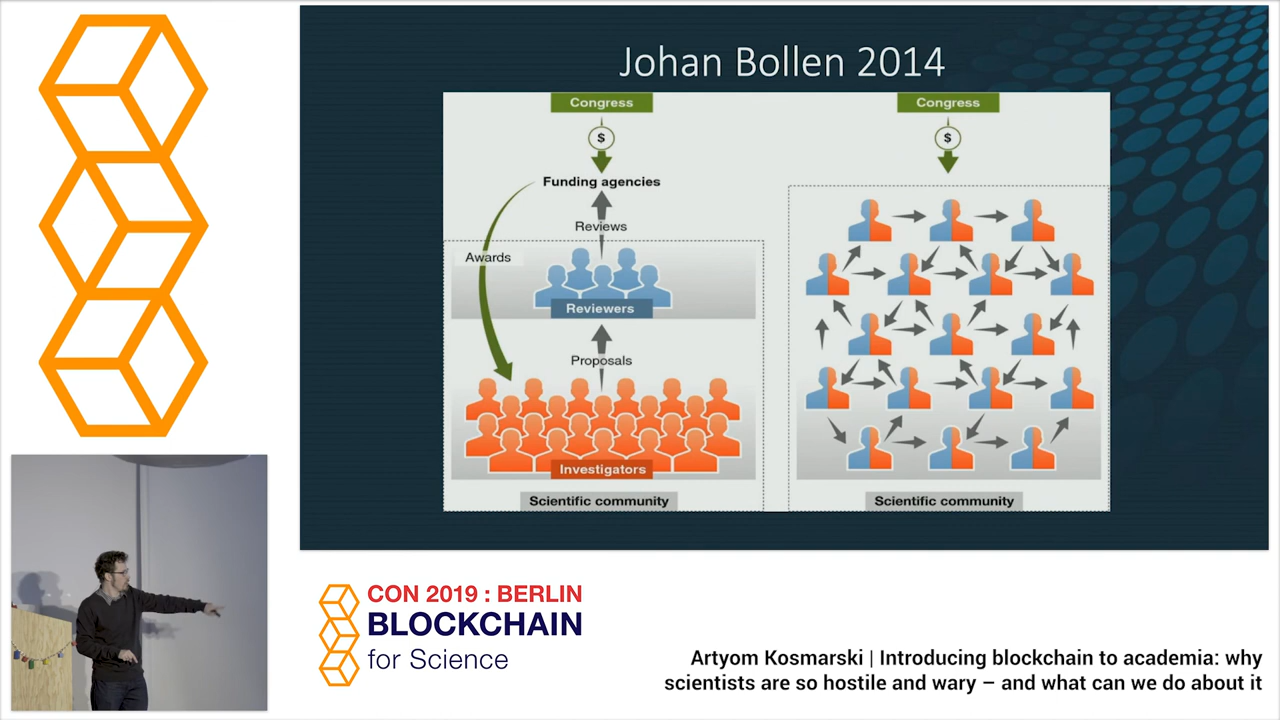 Johan Bollen 2014
Congress
$
Funding agencies
Reviews
Awards
Reviewers
Proposals
Investigators
Scientific community
Congress
$
Scientific community
CON 2019 : BERLIN
BLOCKCHAIN
for Science
Artyom Kosmarski | Introducing blockchain to academia: why
scientists are so hostile and wary – and what can we do about it